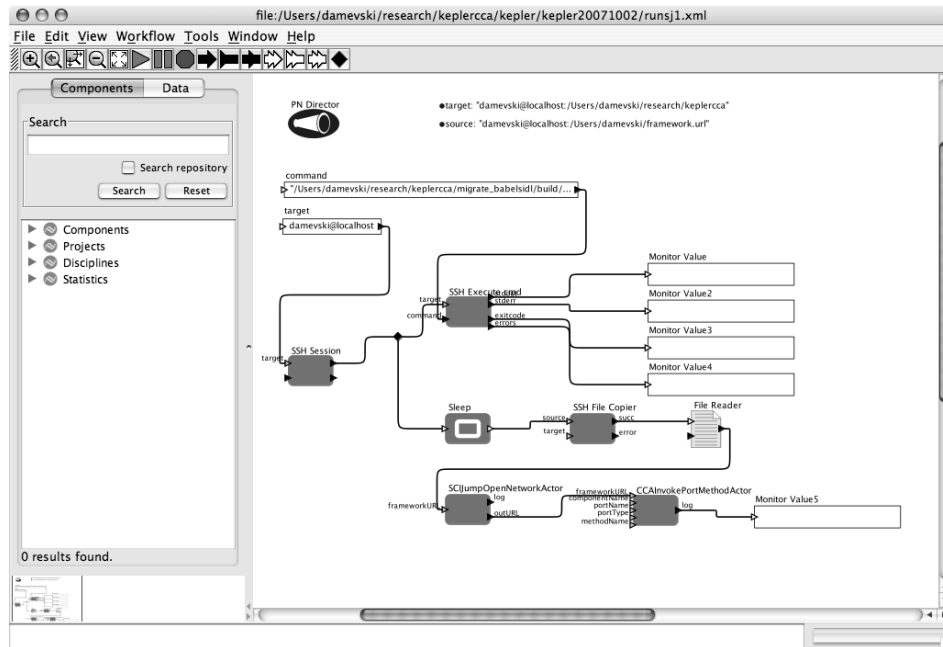 file:/Users/damevski/research/keplercca/kepler/kepler20071002/runsj1.xml
File Edit View Workflow Tools Window Help
Components Data
Search
Search repository
Search Reset
Components
Projects
Disciplines
Statistics
0 results found.
PN Director
●target: "damevski@localhost:/Users/damevski/research/keplercca"
●source: "damevski@localhost:/Users/damevski/framework.url"
command
"/Users/damevski/research/keplercca/migrate_babelsidl/build/...
target
damevski@localhost
SSH Execute cmd
target
command
stderr
exitcode
errors
Monitor Value
Monitor Value2
Monitor Value3
Monitor Value4
SSH Session
target
Sleep
SSH File Copier
source
target
succ
error
File Reader
SCIJumpOpenNetworkActor
frameworkURL
log
outURL
CCAInvokePortMethodActor
frameworkURL
componentName
portName
portType
methodName
log
Monitor Value5